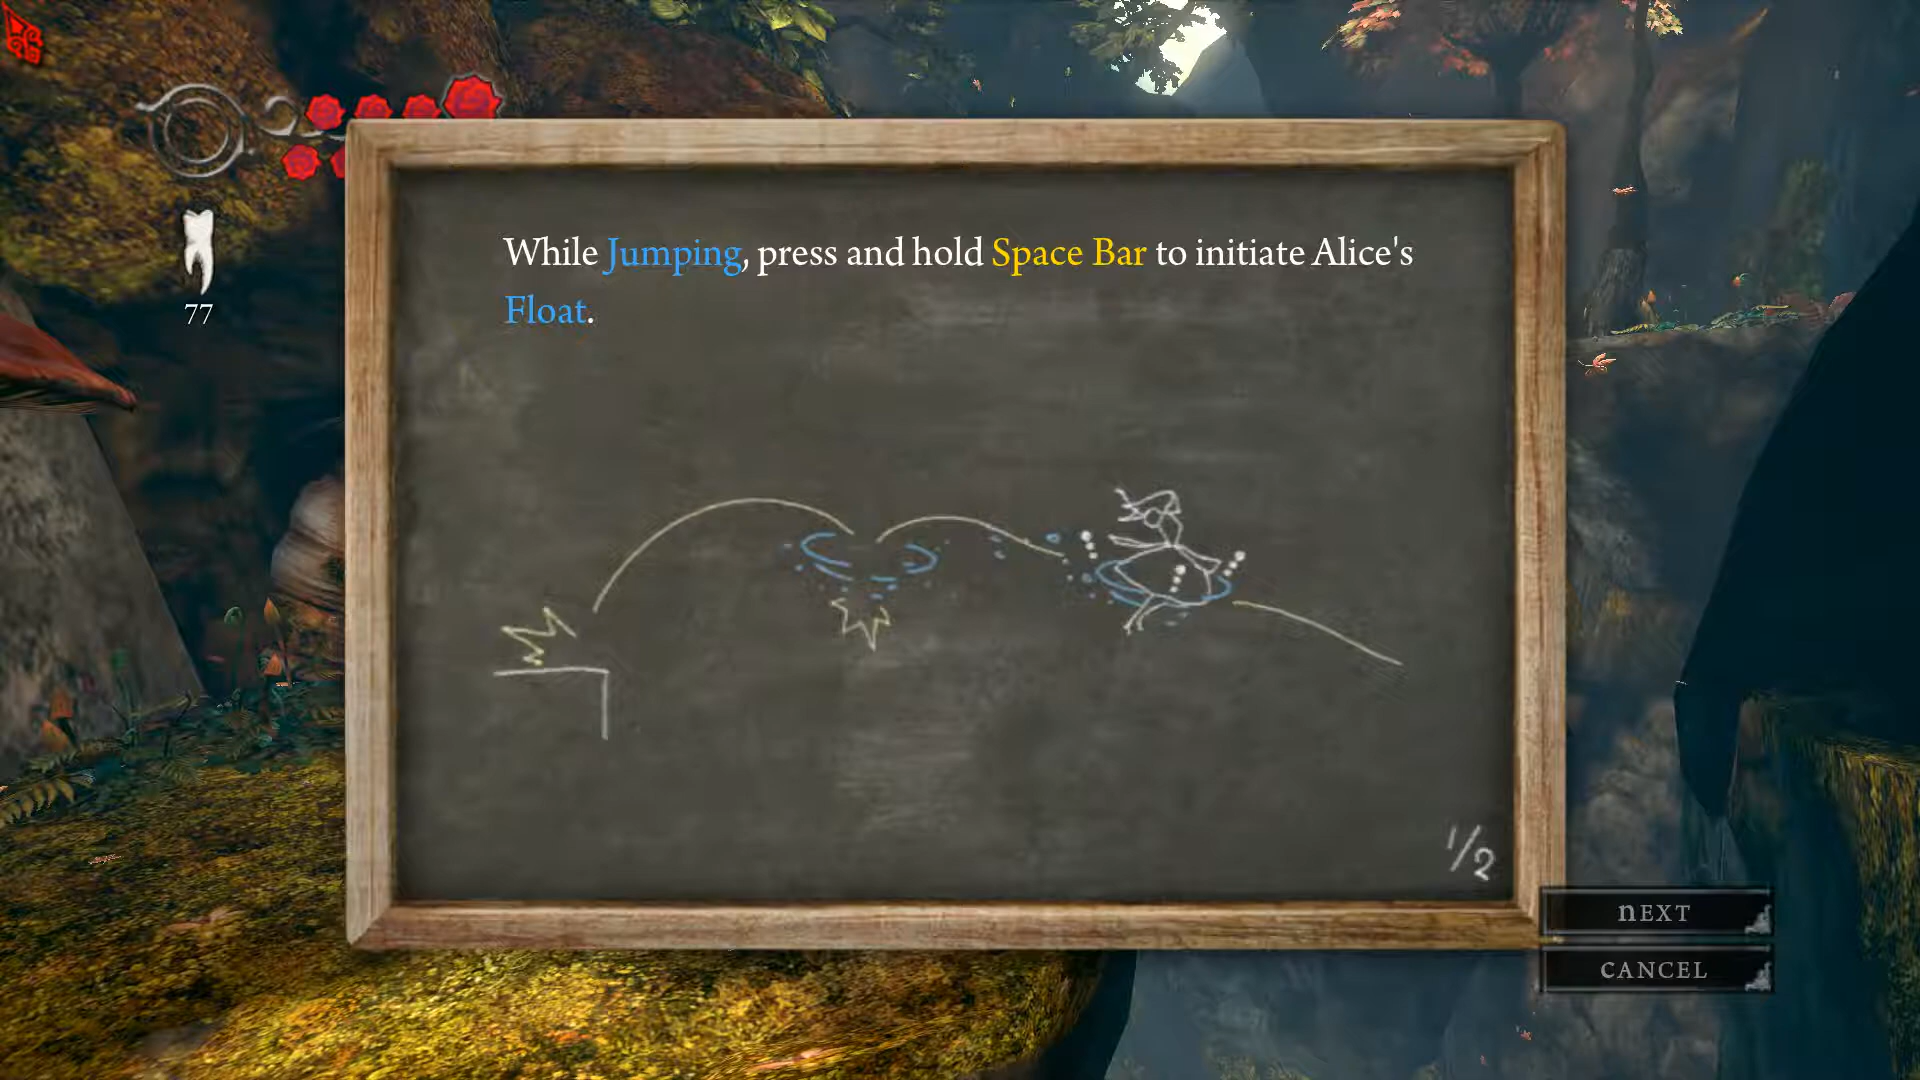 77
While Jumping, press and hold Space Bar to initiate Alice's
Float.
1/2
NEXT
CANCEL